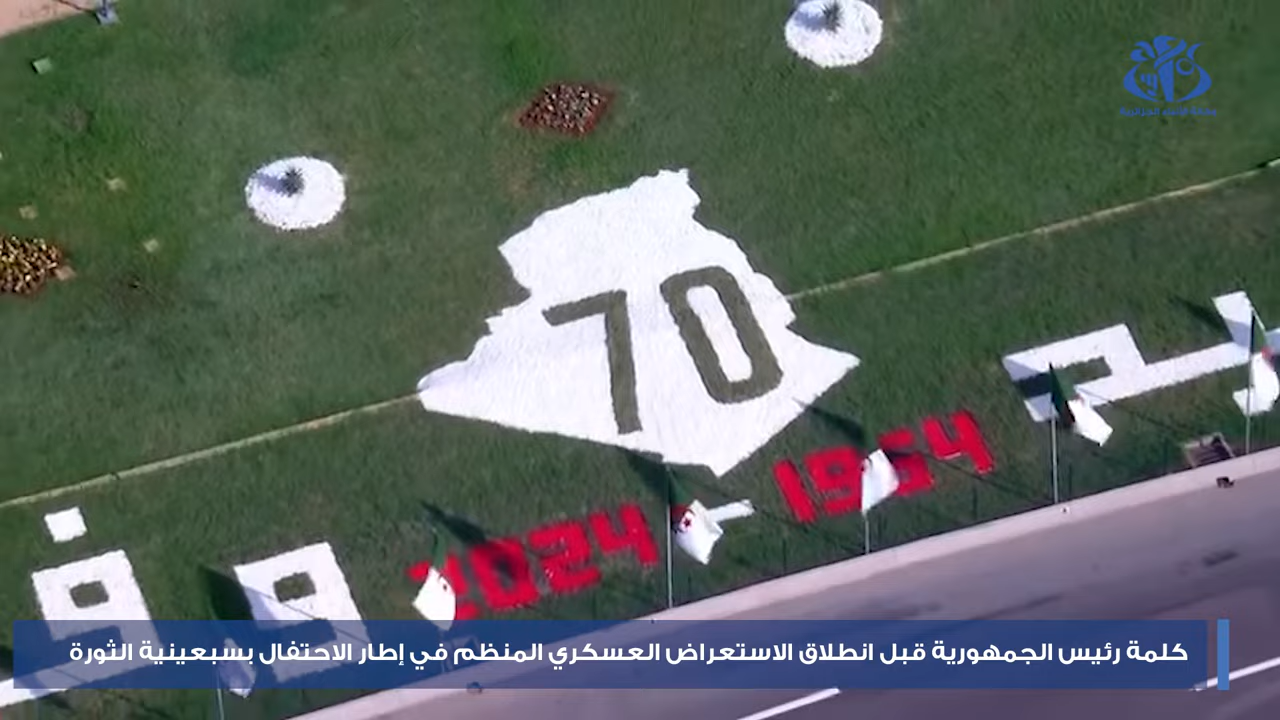 70
1954
2024
كلمة رئيس الجمهورية قبل انطلاق الاستعراض العسكري المنظم في إطار الاحتفال بسبعينية الثورة